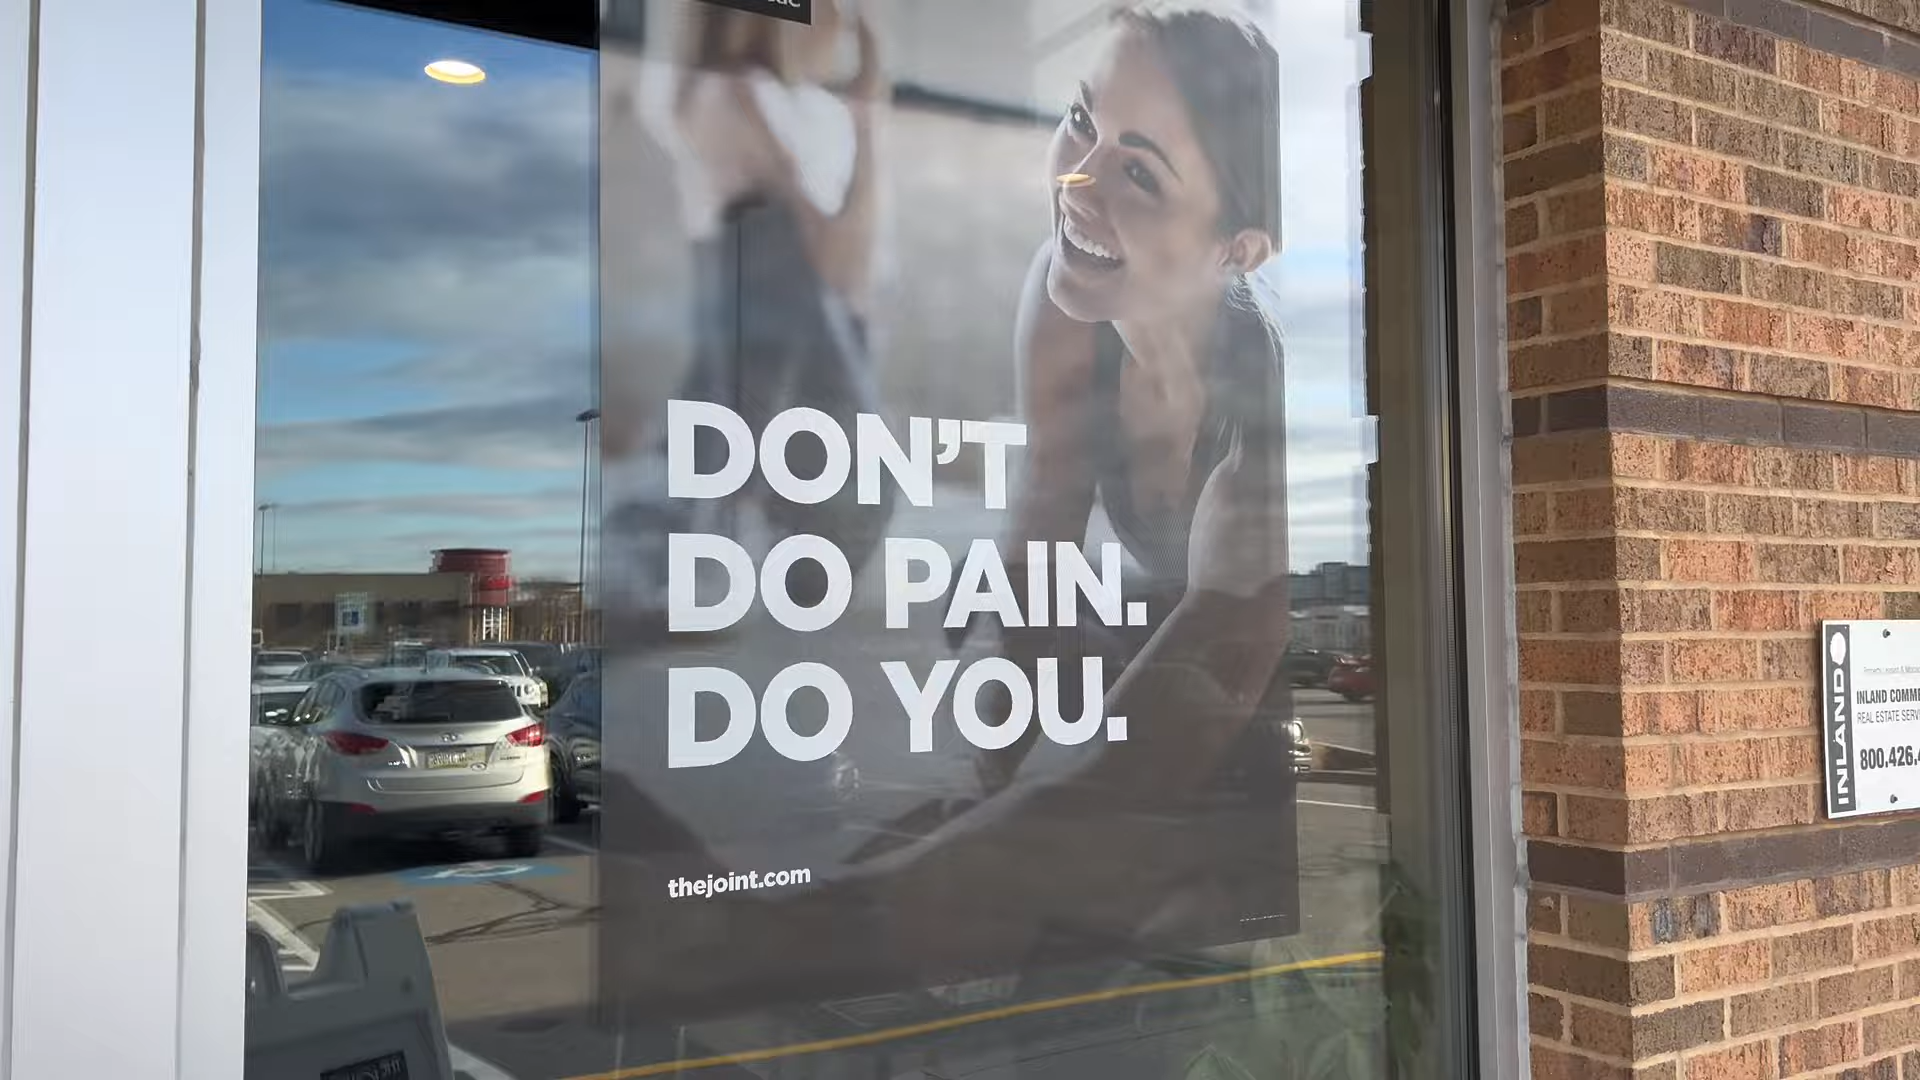 DON'T
DO PAIN.
DO YOU.
thejoint.com
INLAND
INLAND COMME
REAL ESTATE SERV
800.426.